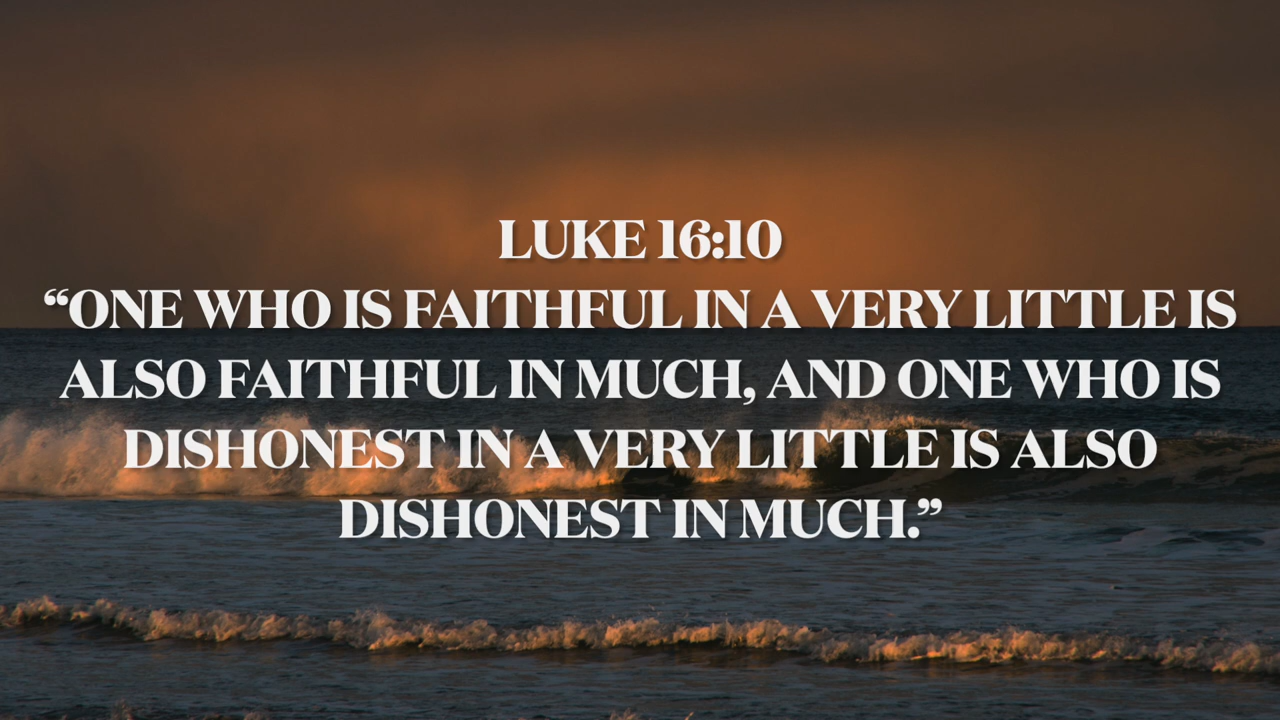 LUKE 16:10
“ONE WHO IS FAITHFUL IN A VERY LITTLE IS
ALSO FAITHFUL IN MUCH, AND ONE WHO IS
DISHONEST IN A VERY LITTLE IS ALSO
DISHONEST IN MUCH.”